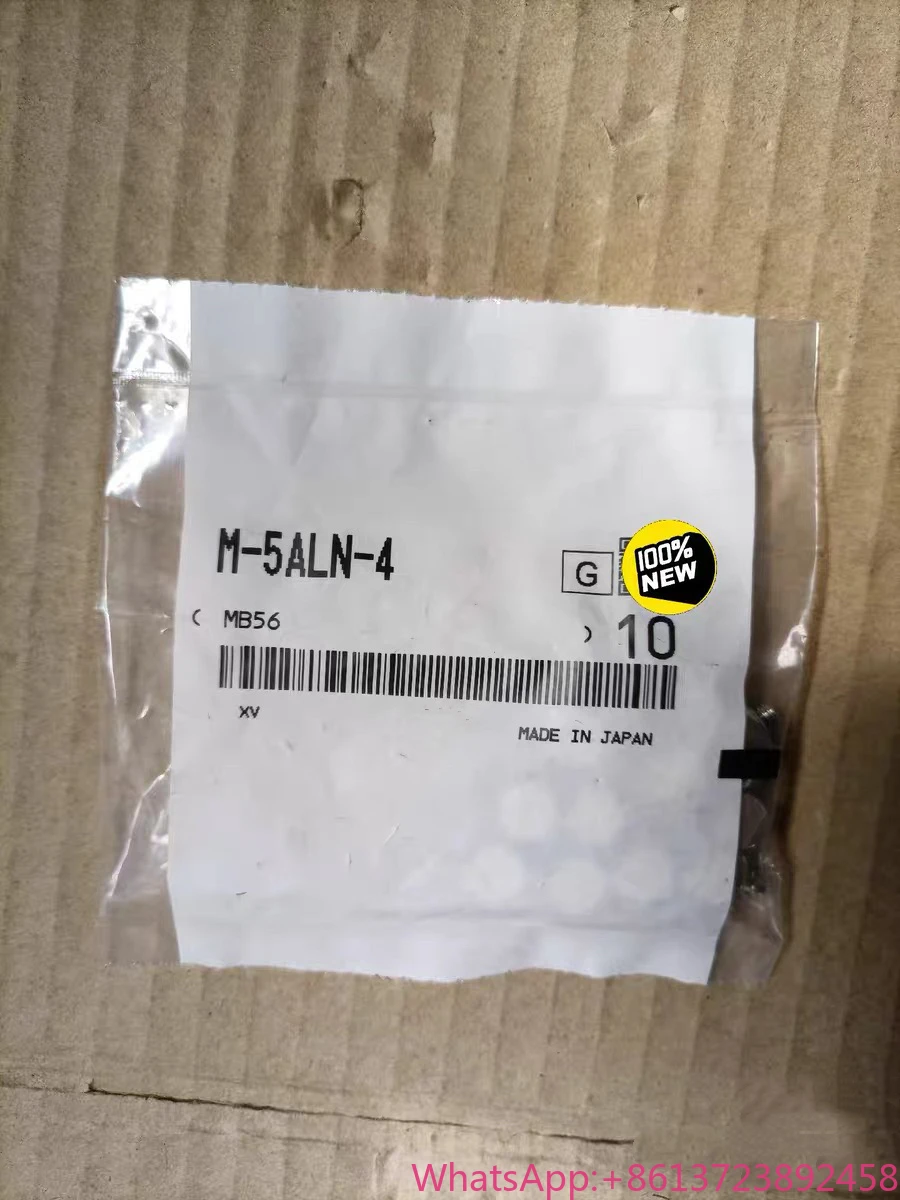 M-5ALN-4
G
100%
NEW
( MB56 ) 10
XV
MADE IN JAPAN
WhatsApp:+8613723892458